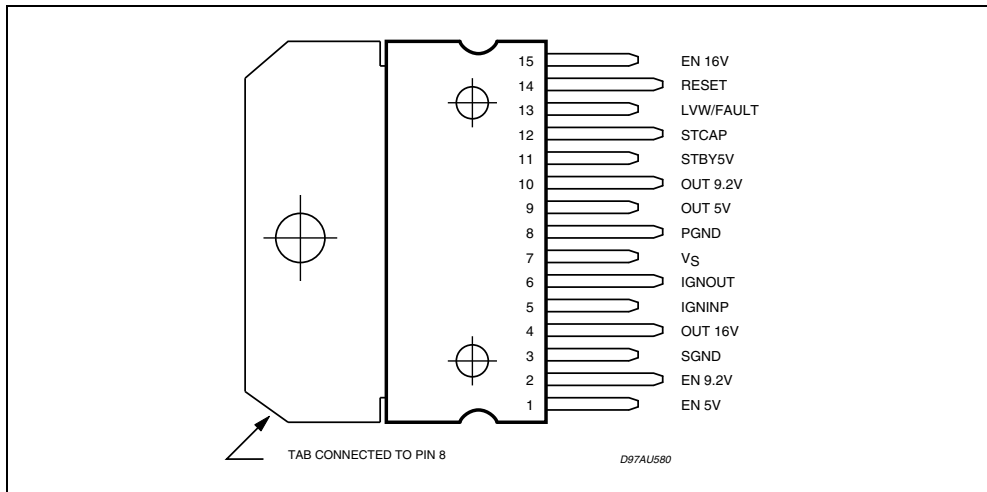 15 EN 16V
14 RESET
13 LVW/FAULT
12 STCAP
11 STBY5V
10 OUT 9.2V
9 OUT 5V
8 PGND
7 VS
6 IGNOUT
5 IGNINP
4 OUT 16V
3 SGND
2 EN 9.2V
1 EN 5V
TAB CONNECTED TO PIN 8
D97AU580